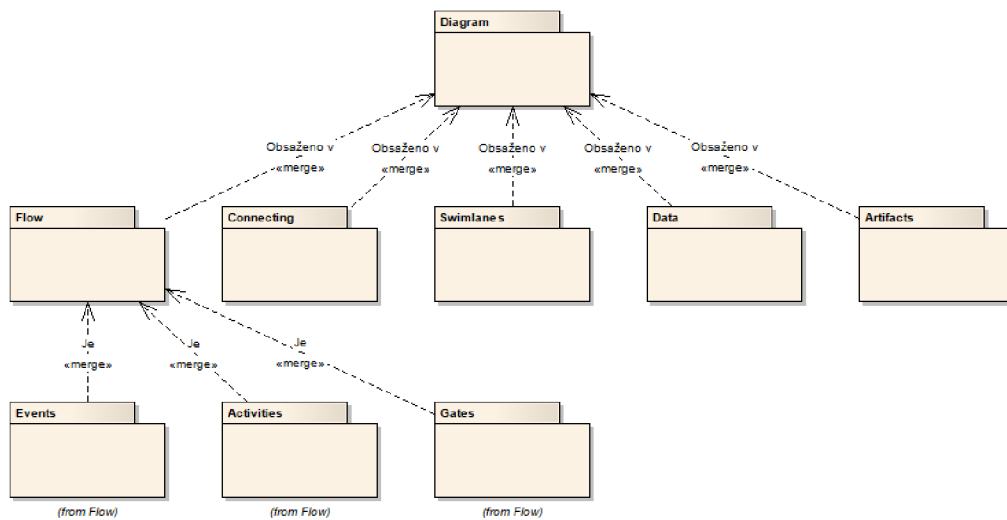 Diagram
Obsaženo v
«merge»
Obsaženo v
«merge»
Obsaženo v
«merge»
Obsaženo v
«merge»
Obsaženo v
«merge»
Flow
Connecting
Swimlanes
Data
Artifacts
Je
«merge»
Je
«merge»
Je
«merge»
Events
Activities
Gates
(from Flow)
(from Flow)
(from Flow)